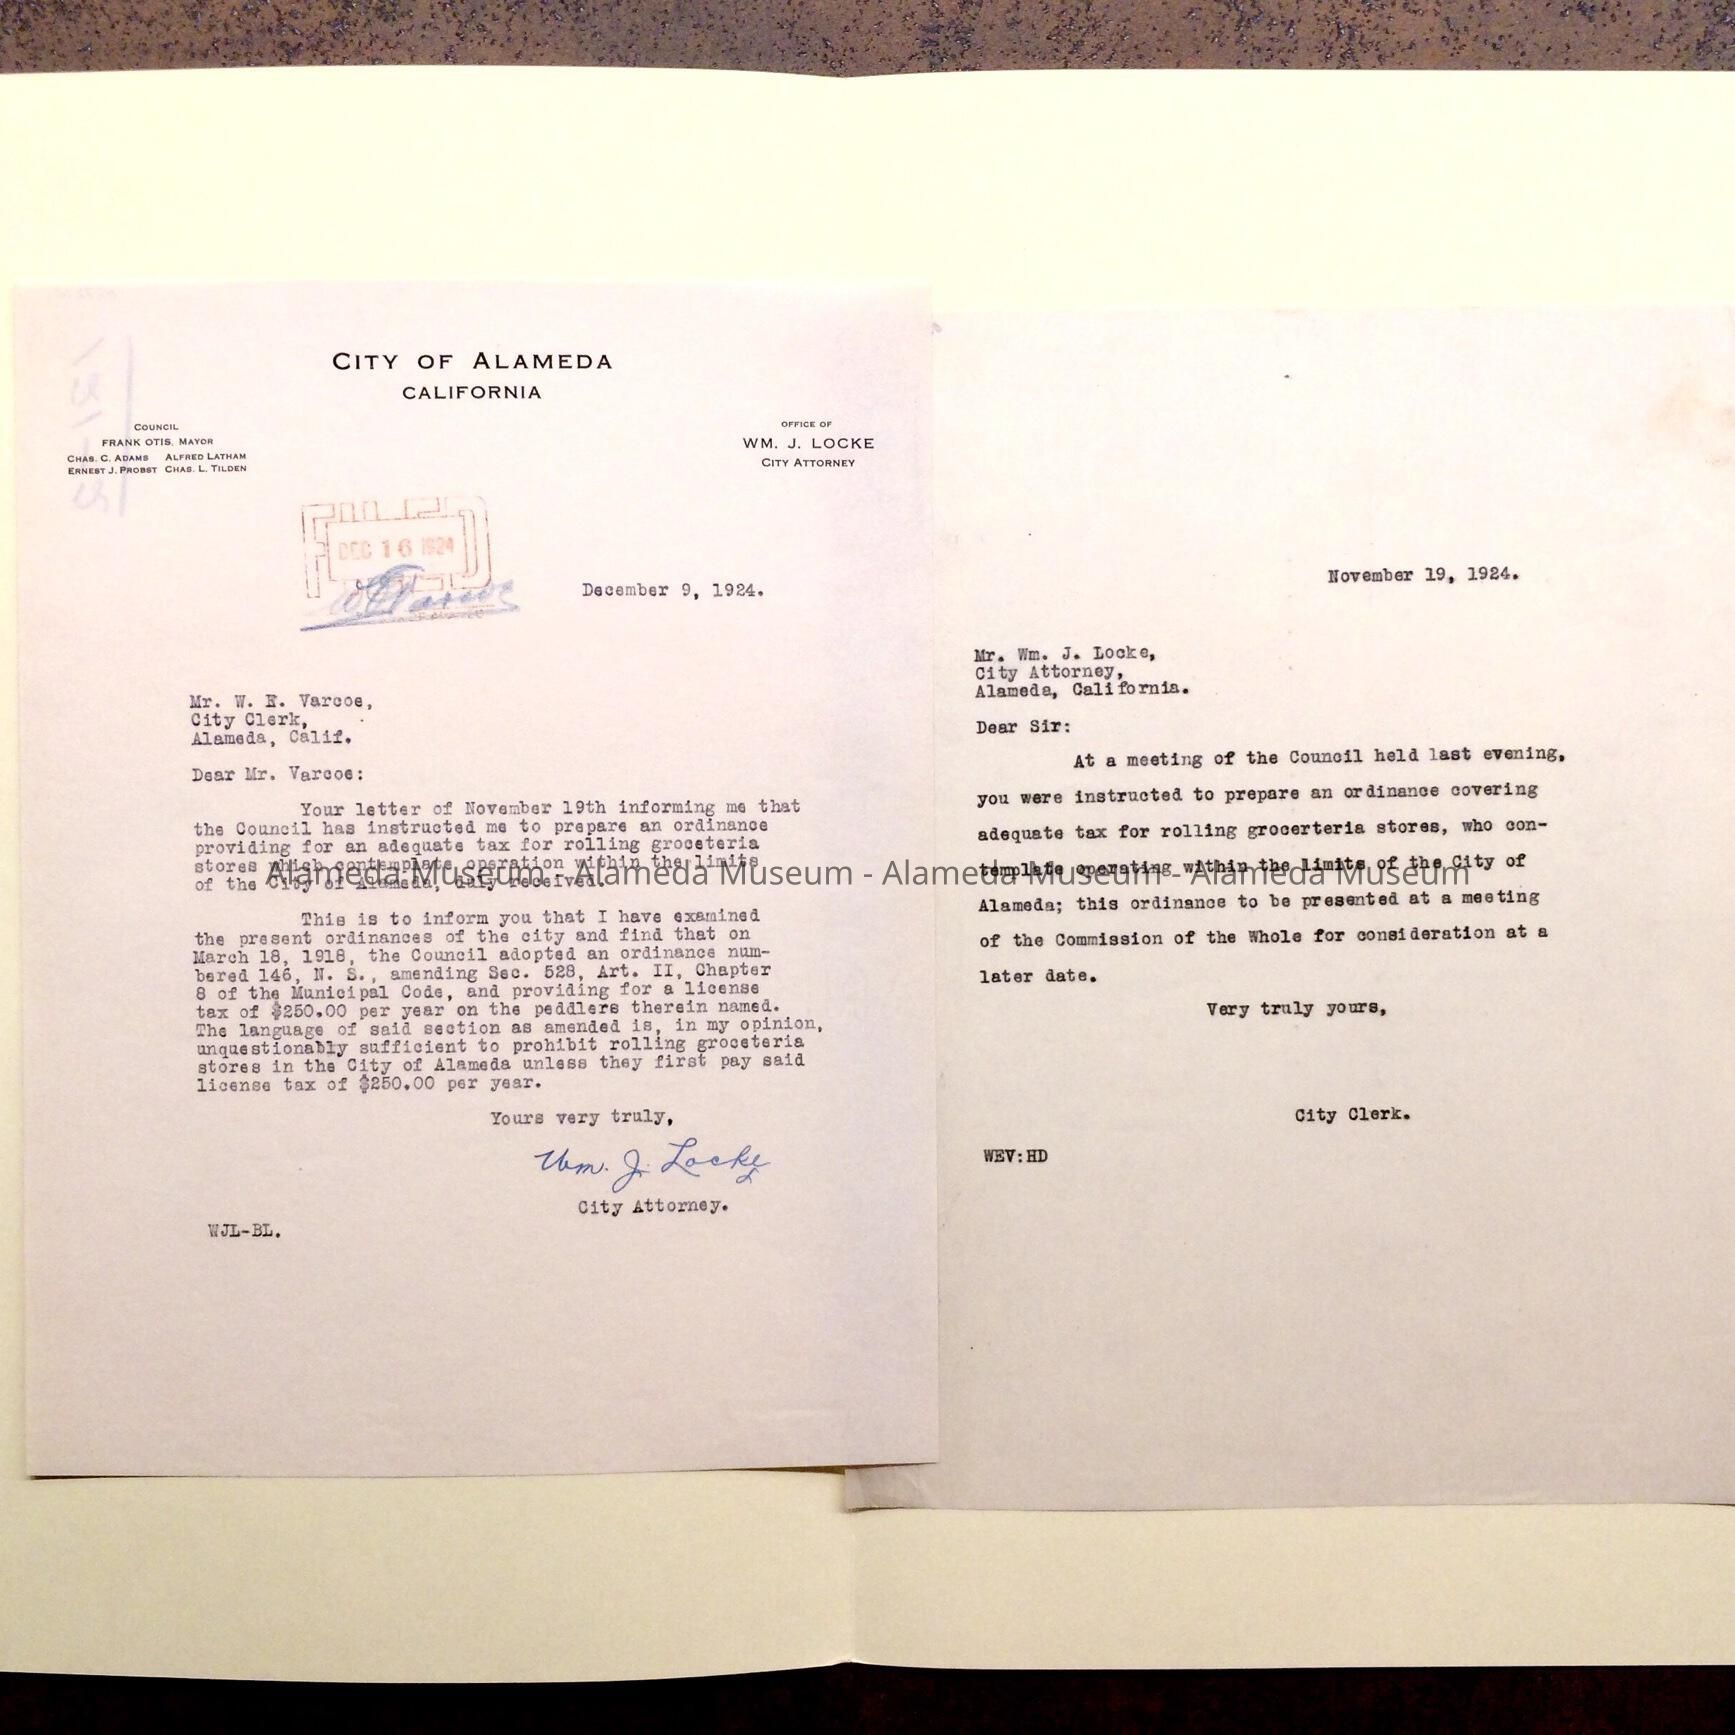 CITY OF ALAMEDA
CALIFORNIA
COUNCIL
FRANK OTIS, MAYOR
CHAS. C. ADAMS ALFRED LATHAM
ERNEST J. PROBST CHAS. L. TILDEN
OFFICE OF
WM. J. LOCKE
CITY ATTORNEY
DEC 16 1924
December 9, 1924.
Mr. W. E. Varcoe,
City Clerk,
Alameda, Calif.
Dear Mr. Varcoe:
Your letter of November 19th informing me that
the Council has instructed me to prepare an ordinance
providing for an adequate tax for rolling groceteria
stores which contemplate operation within the limits
of the City of Alameda, duly received.
This is to inform you that I have examined
the present ordinances of the city and find that on
March 18, 1918, the Council adopted an ordinance num-
bered 146, N. S., amending Sec. 528, Art. II, Chapter
8 of the Municipal Code, and providing for a license
tax of $250.00 per year on the peddlers therein named.
The language of said section as amended is, in my opinion,
unquestionably sufficient to prohibit rolling groceteria
stores in the City of Alameda unless they first pay said
license tax of $250.00 per year.
Yours very truly,
Wm. J. Locke
City Attorney.
WJL-BL.
November 19, 1924.
Mr. Wm. J. Locke,
City Attorney,
Alameda, California.
Dear Sir:
At a meeting of the Council held last evening,
you were instructed to prepare an ordinance covering
adequate tax for rolling grocerteria stores, who con-
template operating within the limits of the City of
Alameda; this ordinance to be presented at a meeting
of the Commission of the Whole for consideration at a
later date.
Very truly yours,
City Clerk.
WEV:HD
Alameda Museum - Alameda Museum - Alameda Museum - Alameda Museum